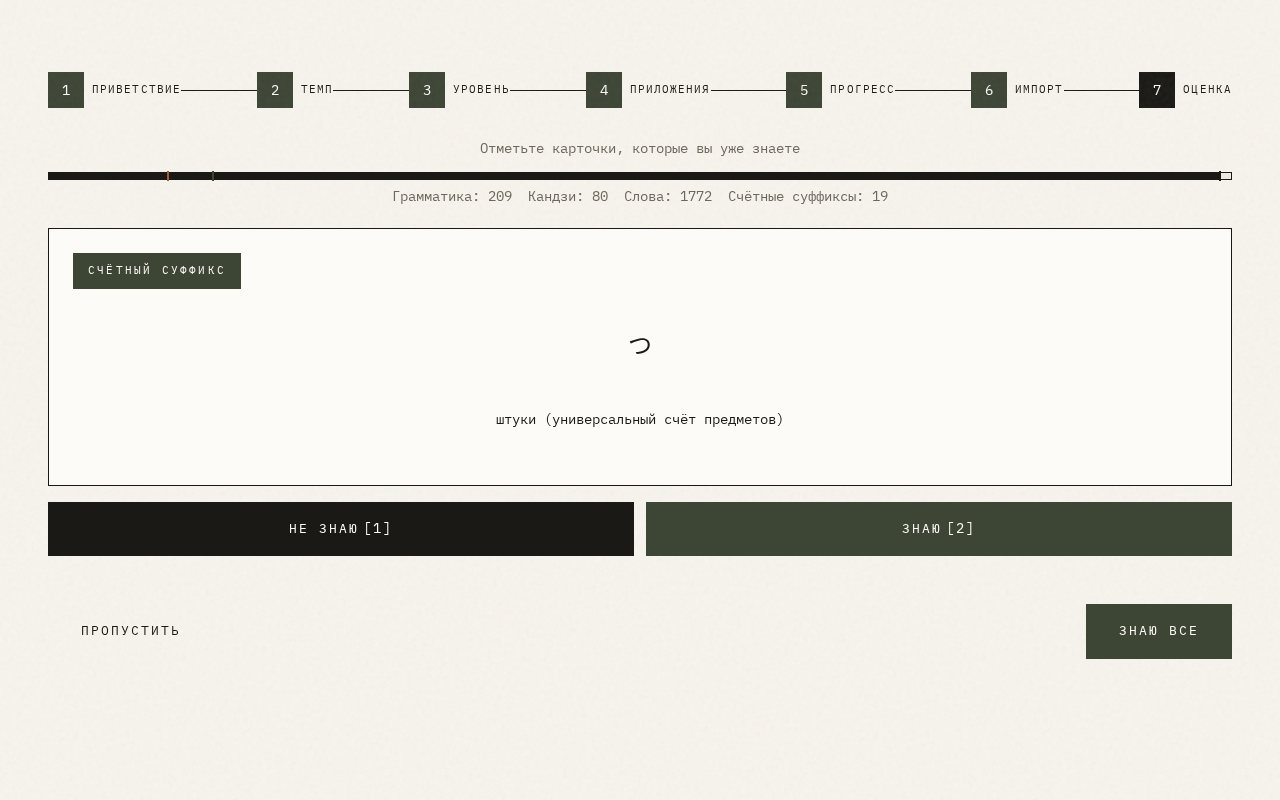 1 ПРИВЕТСТВИЕ 2 ТЕМП 3 УРОВЕНЬ 4 ПРИЛОЖЕНИЯ 5 ПРОГРЕСС 6 ИМПОРТ 7 ОЦЕНКА
Отметьте карточки, которые вы уже знаете
Грамматика: 209 Кандзи: 80 Слова: 1772 Счётные суффиксы: 19
СЧЁТНЫЙ СУФФИКС
つ
штуки (универсальный счёт предметов)
НЕ ЗНАЮ [1] ЗНАЮ [2]
ПРОПУСТИТЬ ЗНАЮ ВСЕ